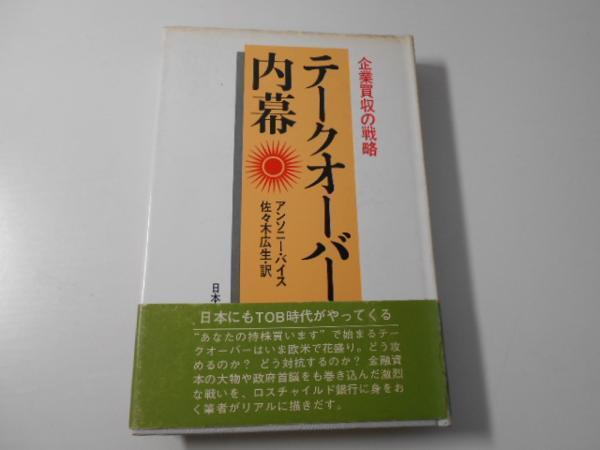 企業買収の戦略
テークオーバー
内幕
アンソニー・バイス
佐々木広生・訳
日本
日本にもTOB時代がやってくる
"あなたの持株買います"で始まるテー
クオーバーはいま欧米で花盛り。どう攻
めるのか？ どう対抗するのか？ 金融資
本の大物や政府首脳をも巻き込んだ激烈
な戦いを、ロスチャイルド銀行に身をお
く筆者がリアルに描きだす。